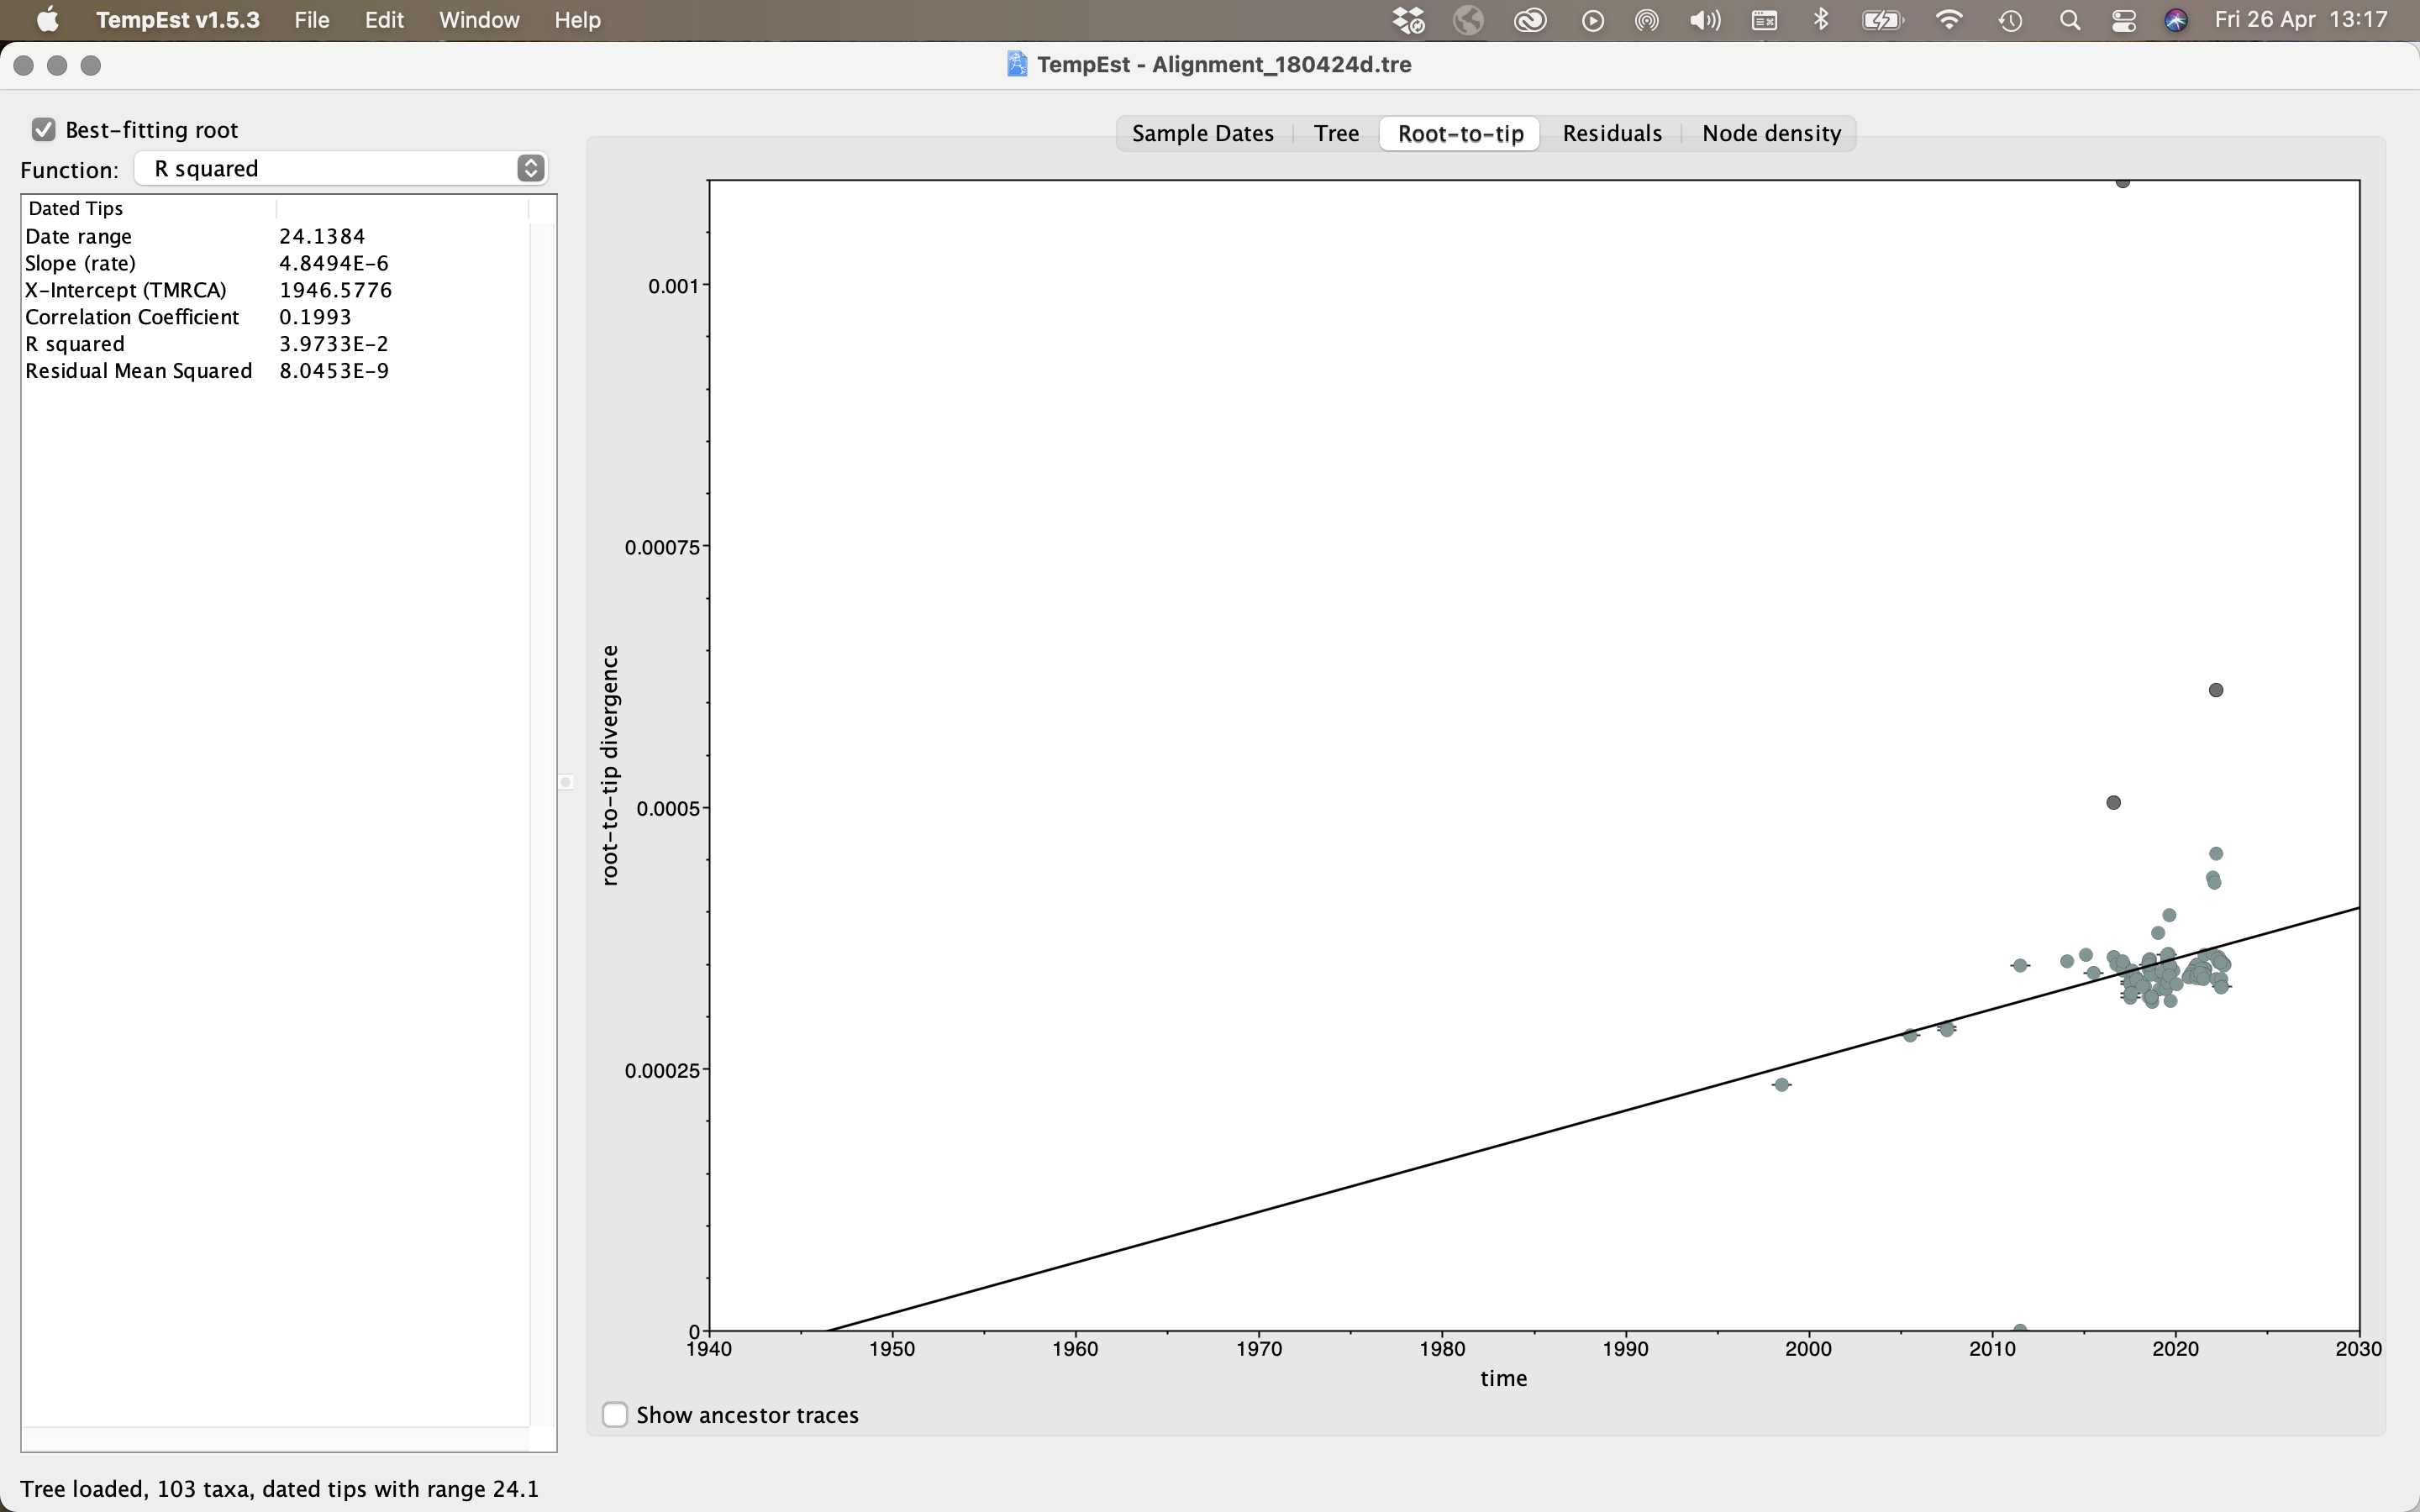 TempEst v1.5.3 File Edit Window Help Fri 26 Apr 13:17
TempEst - Alignment_180424d.tre
Best-fitting root
Function: R squared
Dated Tips
Date range 24.1384
Slope (rate) 4.8494E-6
X-Intercept (TMRCA) 1946.5776
Correlation Coefficient 0.1993
R squared 3.9733E-2
Residual Mean Squared 8.0453E-9
Sample Dates Tree Root-to-tip Residuals Node density
0.001
0.00075
0.0005
0.00025
0
root-to-tip divergence
1940 1950 1960 1970 1980 1990 2000 2010 2020 2030
time
Show ancestor traces
Tree loaded, 103 taxa, dated tips with range 24.1